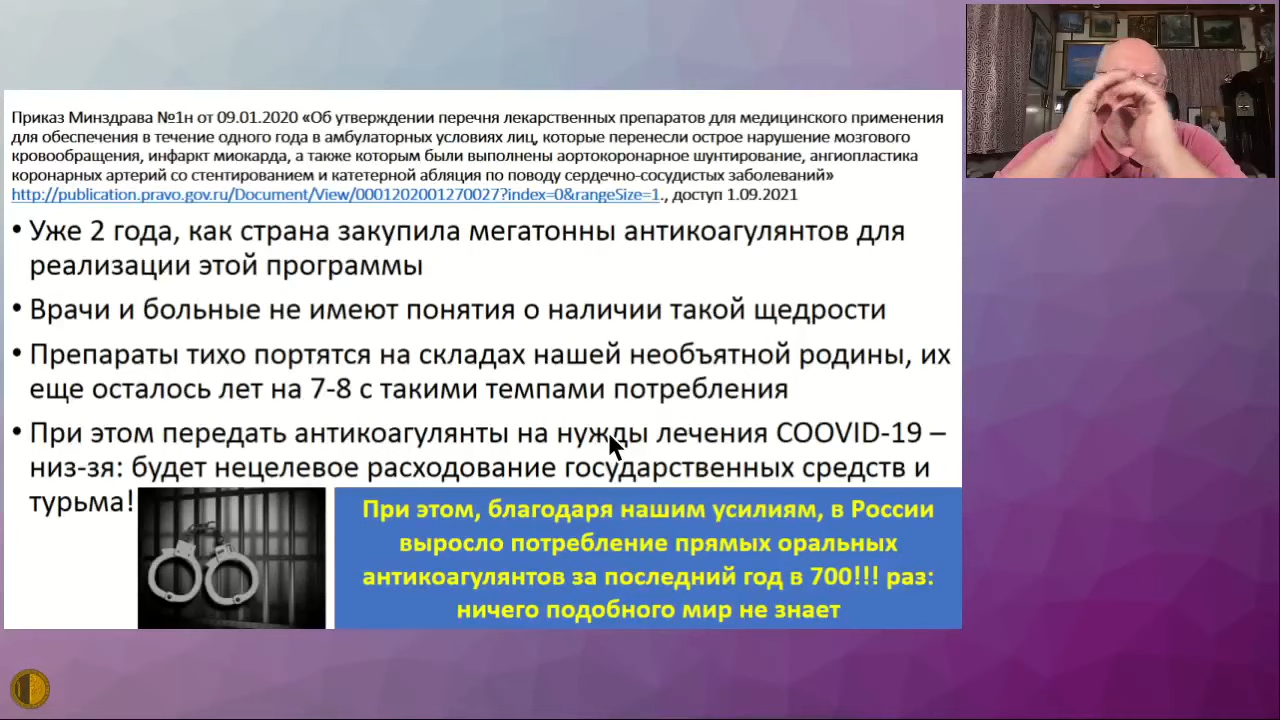 Приказ Минздрава №1н от 09.01.2020 «Об утверждении перечня лекарственных препаратов для медицинского применения
для обеспечения в течение одного года в амбулаторных условиях лиц, которые перенесли острое нарушение мозгового
кровообращения, инфаркт миокарда, а также которым были выполнены аортокоронарное шунтирование, ангиопластика
коронарных артерий со стентированием и катетерной абляция по поводу сердечно-сосудистых заболеваний»
http://publication.pravo.gov.ru/Document/View/0001202001270027?index=0&rangeSize=1., доступ 1.09.2021
• Уже 2 года, как страна закупила мегатонны антикоагулянтов для
реализации этой программы
• Врачи и больные не имеют понятия о наличии такой щедрости
• Препараты тихо портятся на складах нашей необъятной родины, их
еще осталось лет на 7-8 с такими темпами потребления
• При этом передать антикоагулянты на нужды лечения COOVID-19 –
низ-зя: будет нецелевое расходование государственных средств и
турьма!
При этом, благодаря нашим усилиям, в России
выросло потребление прямых оральных
антикоагулянтов за последний год в 700!!! раз:
ничего подобного мир не знает